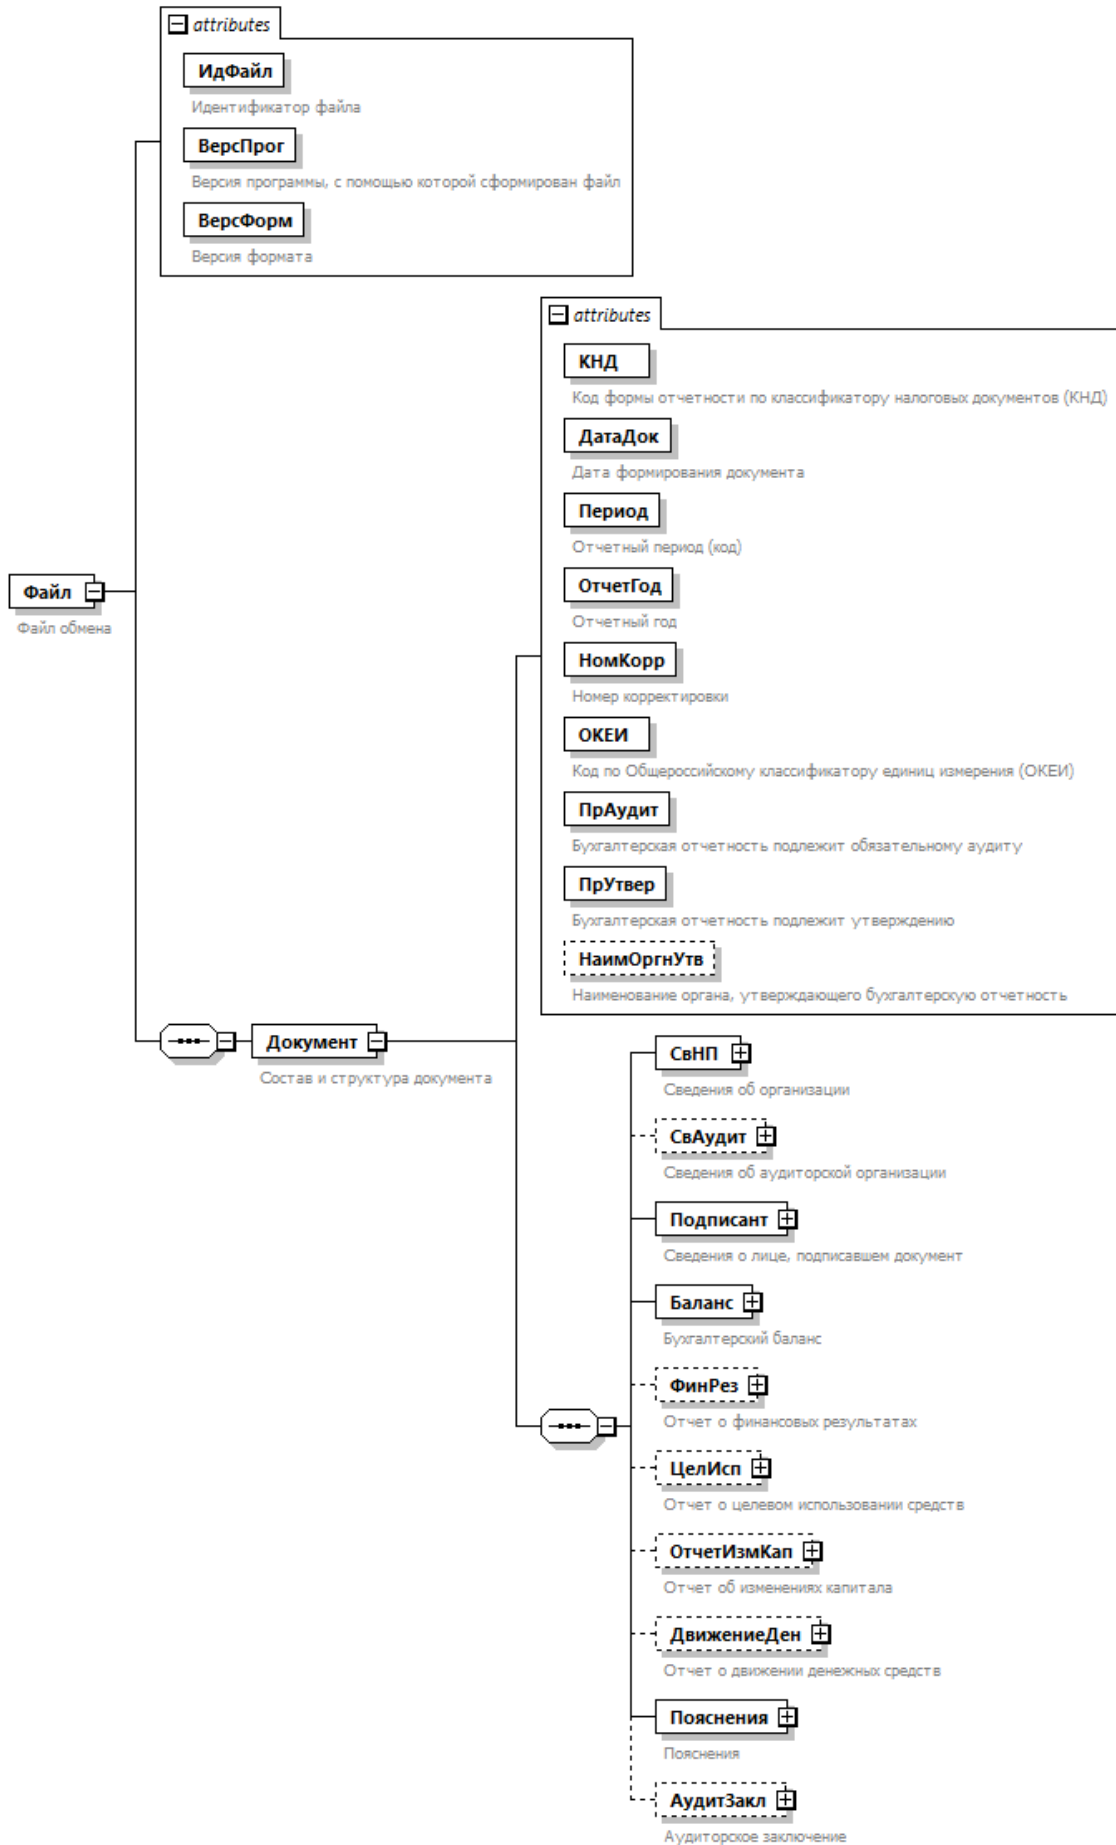 attributes
ИдФайл
Идентификатор файла
ВерсПрог
Версия программы, с помощью которой сформирован файл
ВерсФорм
Версия формата
attributes
КНД
Код формы отчетности по классификатору налоговых документов (КНД)
ДатаДок
Дата формирования документа
Период
Отчетный период (код)
ОтчетГод
Отчетный год
НомКорр
Номер корректировки
ОКЕИ
Код по Общероссийскому классификатору единиц измерения (ОКЕИ)
ПрАудит
Бухгалтерская отчетность подлежит обязательному аудиту
ПрУтвер
Бухгалтерская отчетность подлежит утверждению
НаимОргнУтв
Наименование органа, утверждающего бухгалтерскую отчетность
Файл
Файл обмена
Документ
Состав и структура документа
СвНП
Сведения об организации
СвАудит
Сведения об аудиторской организации
Подписант
Сведения о лице, подписавшем документ
Баланс
Бухгалтерский баланс
ФинРез
Отчет о финансовых результатах
ЦелИсп
Отчет о целевом использовании средств
ОтчетИзмКап
Отчет об изменениях капитала
ДвижениеДен
Отчет о движении денежных средств
Пояснения
Пояснения
АудитЗакл
Аудиторское заключение